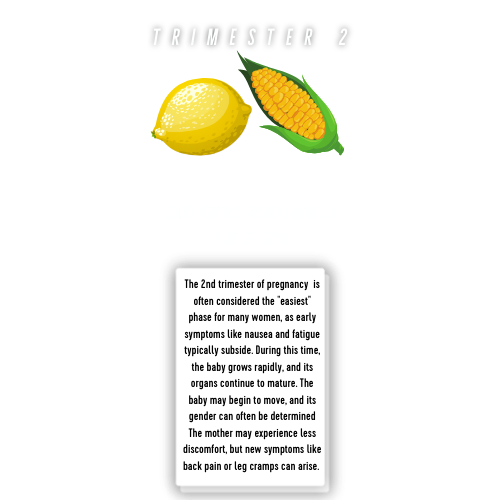 TRIMESTER 2
The 2nd trimester of pregnancy is
often considered the "easiest"
phase for many women, as early
symptoms like nausea and fatigue
typically subside. During this time,
the baby grows rapidly, and its
organs continue to mature. The
baby may begin to move, and its
gender can often be determined
The mother may experience less
discomfort, but new symptoms like
back pain or leg cramps can arise.